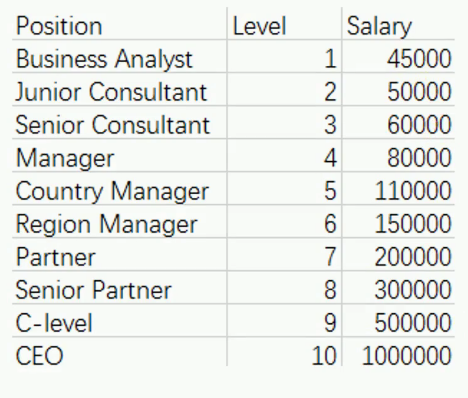 Position Level Salary
Business Analyst 1 45000
Junior Consultant 2 50000
Senior Consultant 3 60000
Manager 4 80000
Country Manager 5 110000
Region Manager 6 150000
Partner 7 200000
Senior Partner 8 300000
C-level 9 500000
CEO 10 1000000